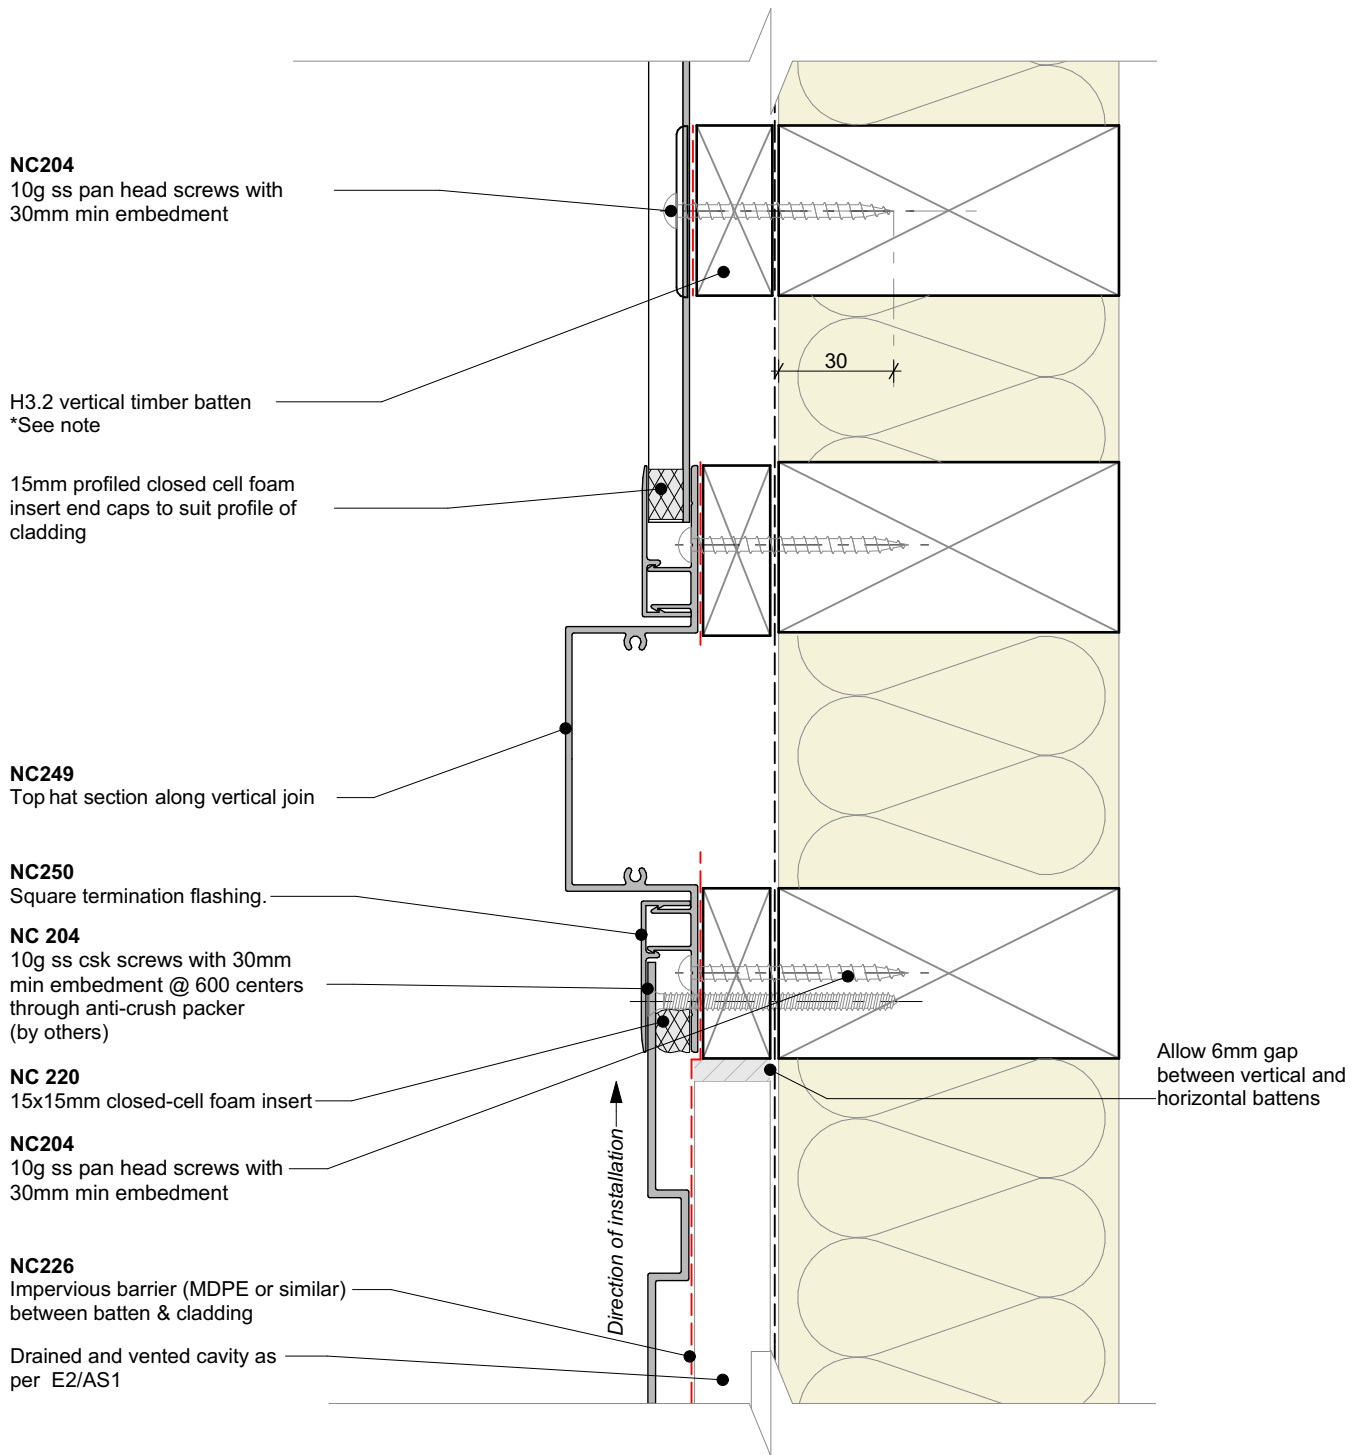 NC204
10g ss pan head screws with
30mm min embedment
H3.2 vertical timber batten
*See note
30
15mm profiled closed cell foam
insert end caps to suit profile of
cladding
NC249
Top hat section along vertical join
NC250
Square termination flashing.
NC 204
10g ss csk screws with 30mm
min embedment @ 600 centers
through anti-crush packer
(by others)
NC 220
15x15mm closed-cell foam insert
NC204
10g ss pan head screws with
30mm min embedment
NC226
Impervious barrier (MDPE or similar)
between batten & cladding
Drained and vented cavity as
per E2/AS1
Direction of installation
Allow 6mm gap
between vertical and
horizontal battens